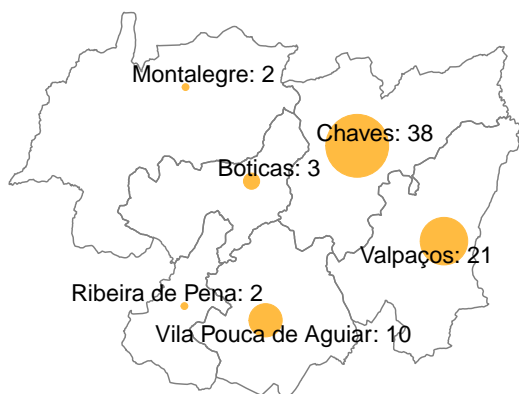 Montalegre: 2
Chaves: 38
Boticas: 3
Valpaços: 21
Ribeira de Pena: 2
Vila Pouca de Aguiar: 10